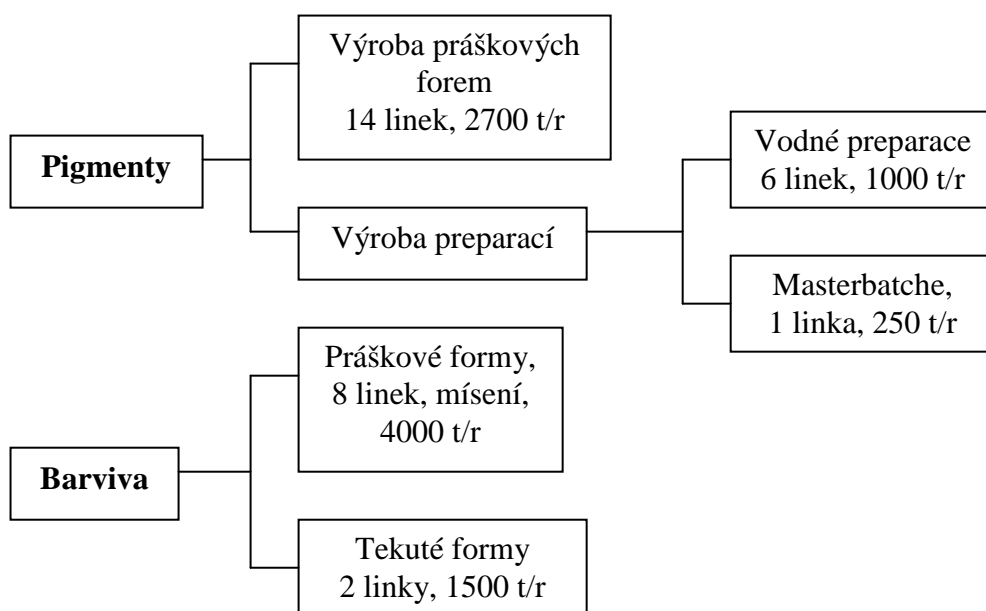 Pigmenty
Výroba práškových
forem
14 linek, 2700 t/r
Výroba preparací
Vodné preparace
6 linek, 1000 t/r
Masterbatche,
1 linka, 250 t/r
Barviva
Práškové formy,
8 linek, mísení,
4000 t/r
Tekuté formy
2 linky, 1500 t/r